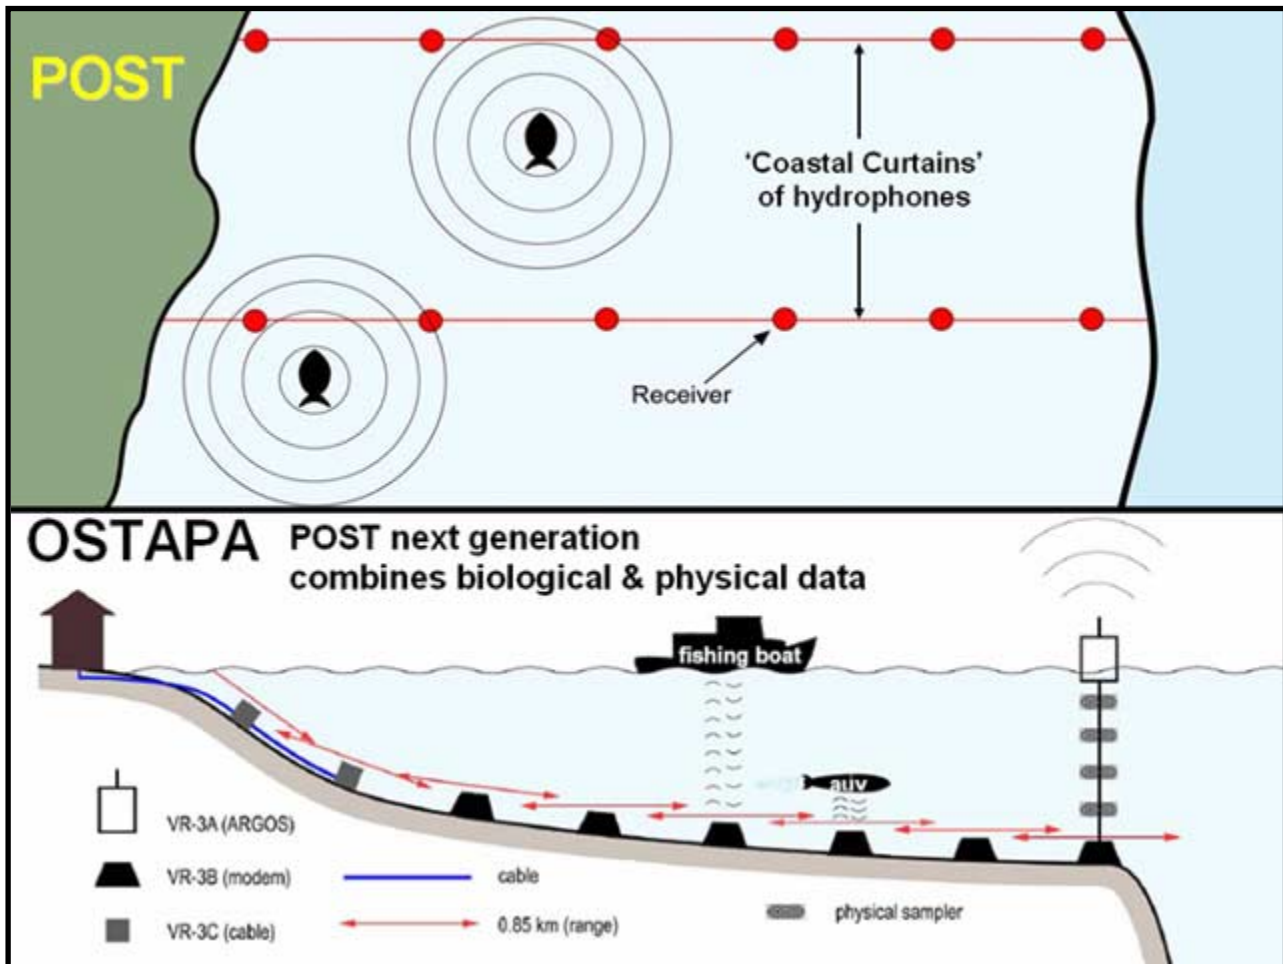 POST
'Coastal Curtains'
of hydrophones
Receiver
OSTAPA
POST next generation
combines biological & physical data
fishing boat
auv
VR-3A (ARGOS)
VR-3B (modem)
VR-3C (cable)
cable
0.85 km (range)
physical sampler